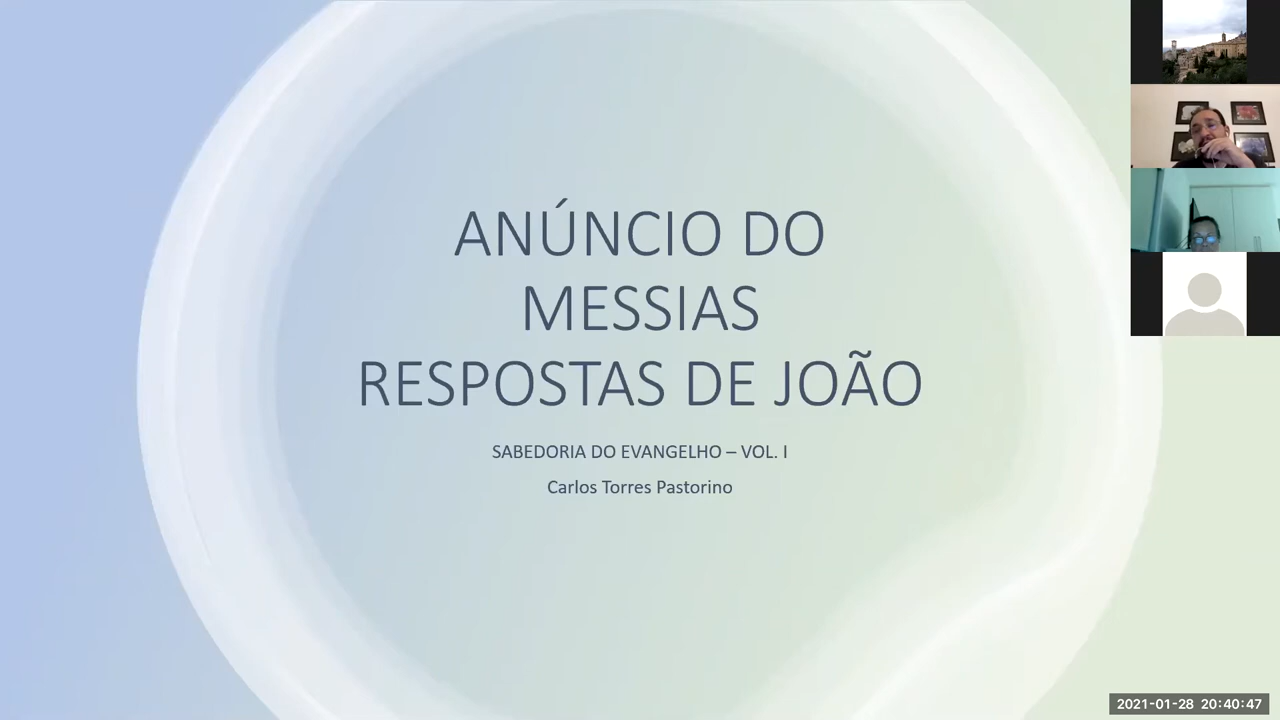 ANÚNCIO DO
MESSIAS
RESPOSTAS DE JOÃO
SABEDORIA DO EVANGELHO – VOL. I
Carlos Torres Pastorino
2021-01-28 20:40:47